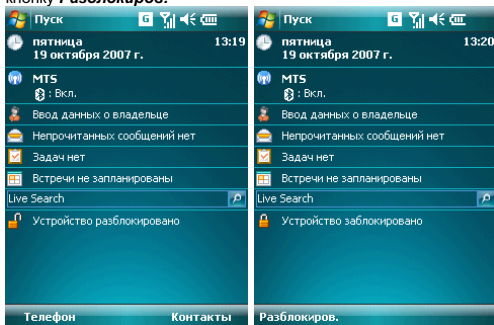 кнопку Разблокиров.
Пуск
G
13:19
пятница
19 октября 2007 г.
MTS
: Вкл.
Ввод данных о владельце
Непрочитанных сообщений нет
Задач нет
Встречи не запланированы
Live Search
Устройство разблокировано
Телефон
Контакты
Пуск
G
13:20
пятница
19 октября 2007 г.
MTS
: Вкл.
Ввод данных о владельце
Непрочитанных сообщений нет
Задач нет
Встречи не запланированы
Live Search
Устройство заблокировано
Разблокиров.